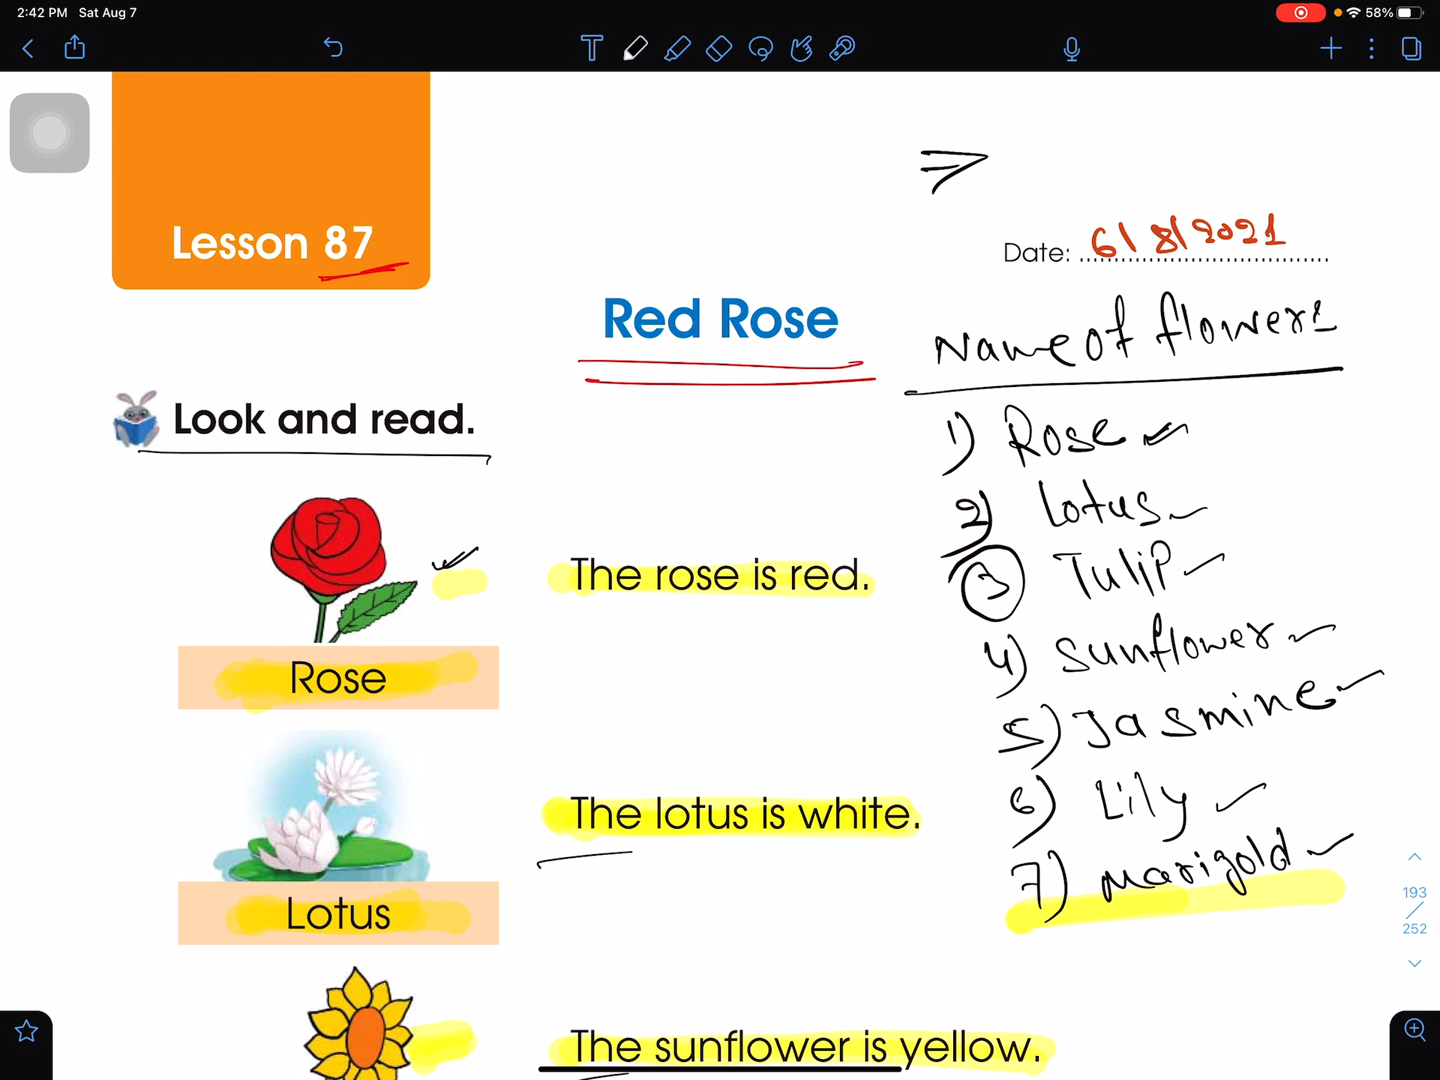 2:42 PM Sat Aug 7
58%
Lesson 87
Date: 6/8/2021
Red Rose
Name of flowers
Look and read.
1) Rose
2) Lotus
3 Tulip
The rose is red.
4) Sunflower
Rose
5) Jasmine
6) Lily
The lotus is white.
7) Marigold
193
252
Lotus
The sunflower is yellow.